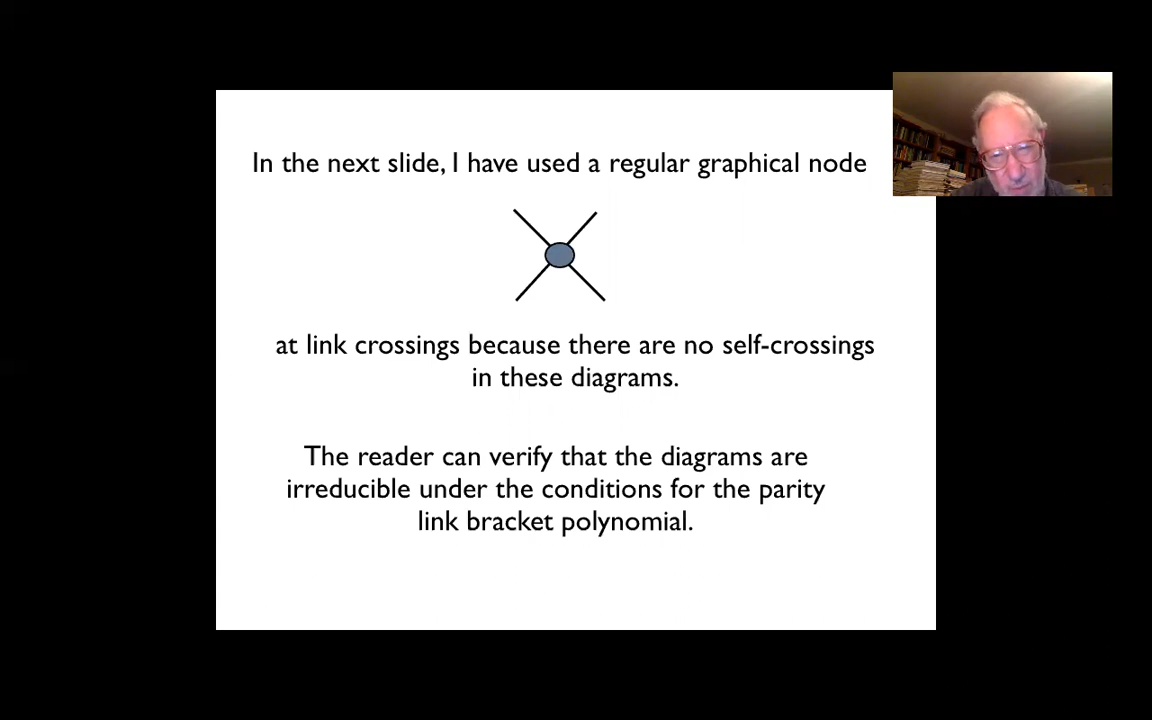 In the next slide, I have used a regular graphical node
at link crossings because there are no self-crossings
in these diagrams.
The reader can verify that the diagrams are
irreducible under the conditions for the parity
link bracket polynomial.